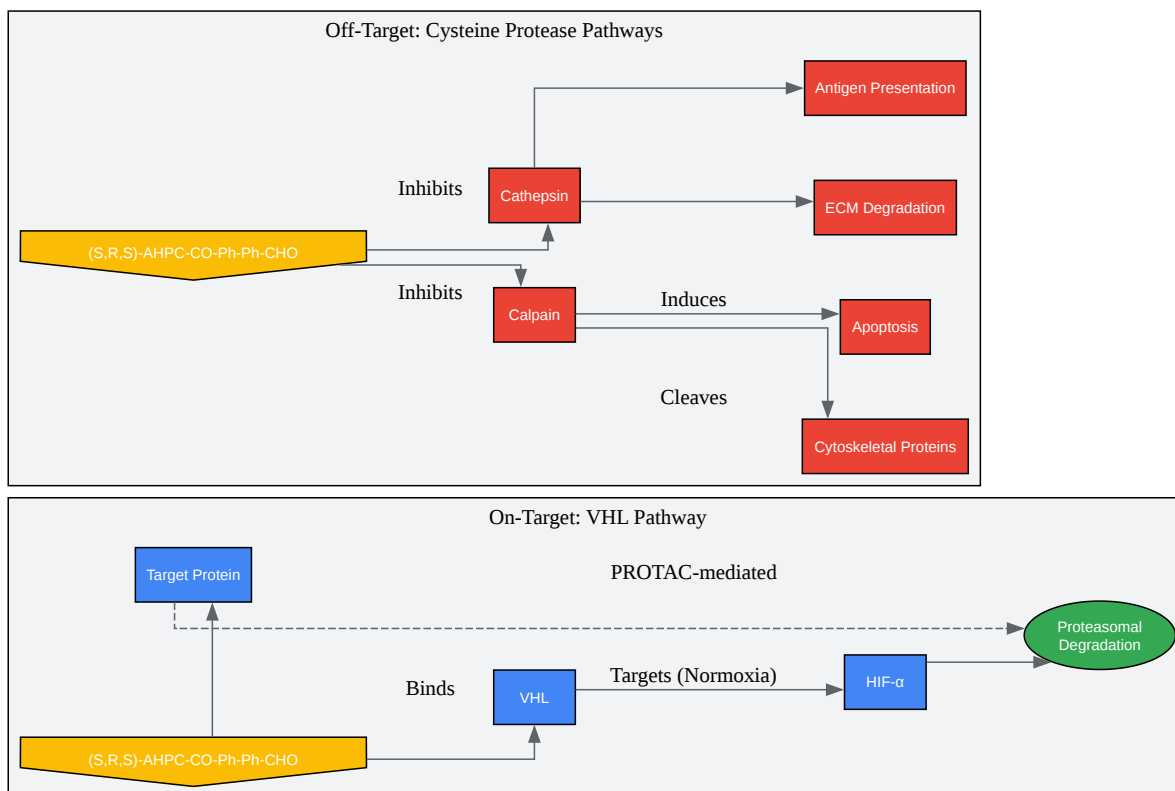 Off-Target: Cysteine Protease Pathways
Antigen Presentation
Inhibits
Cathepsin
ECM Degradation
(S,R,S)-AHPC-CO-Ph-Ph-CHO
Inhibits
Calpain
Induces
Apoptosis
Cleaves
Cytoskeletal Proteins
On-Target: VHL Pathway
Target Protein
PROTAC-mediated
Proteasomal
Degradation
Binds
VHL
Targets (Normoxia)
HIF-α
(S,R,S)-AHPC-CO-Ph-Ph-CHO